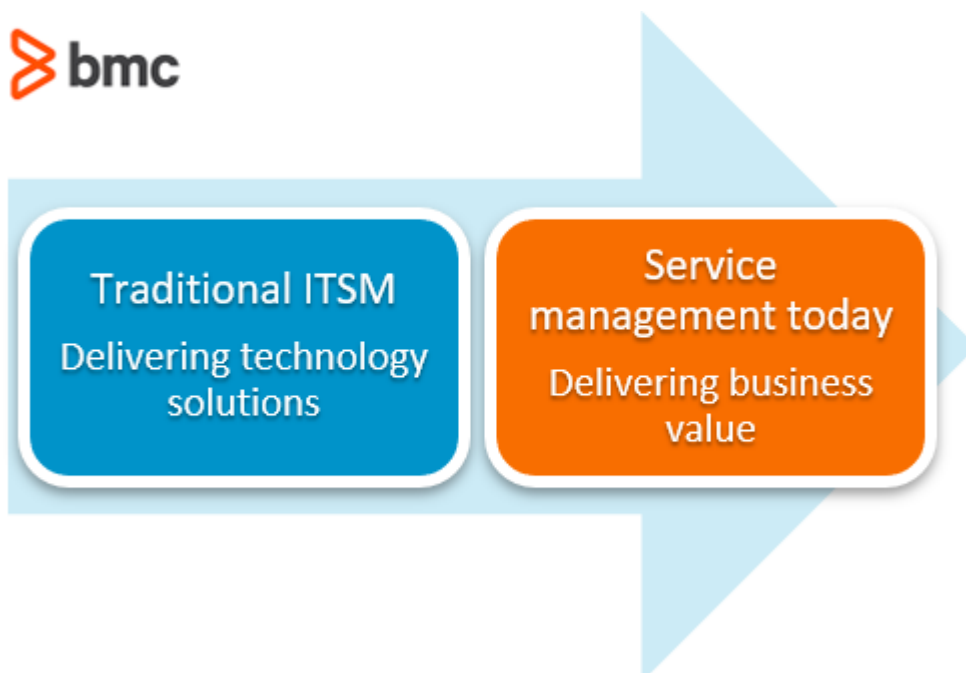 bmc
Traditional ITSM
Delivering technology
solutions
Service
management today
Delivering business
value